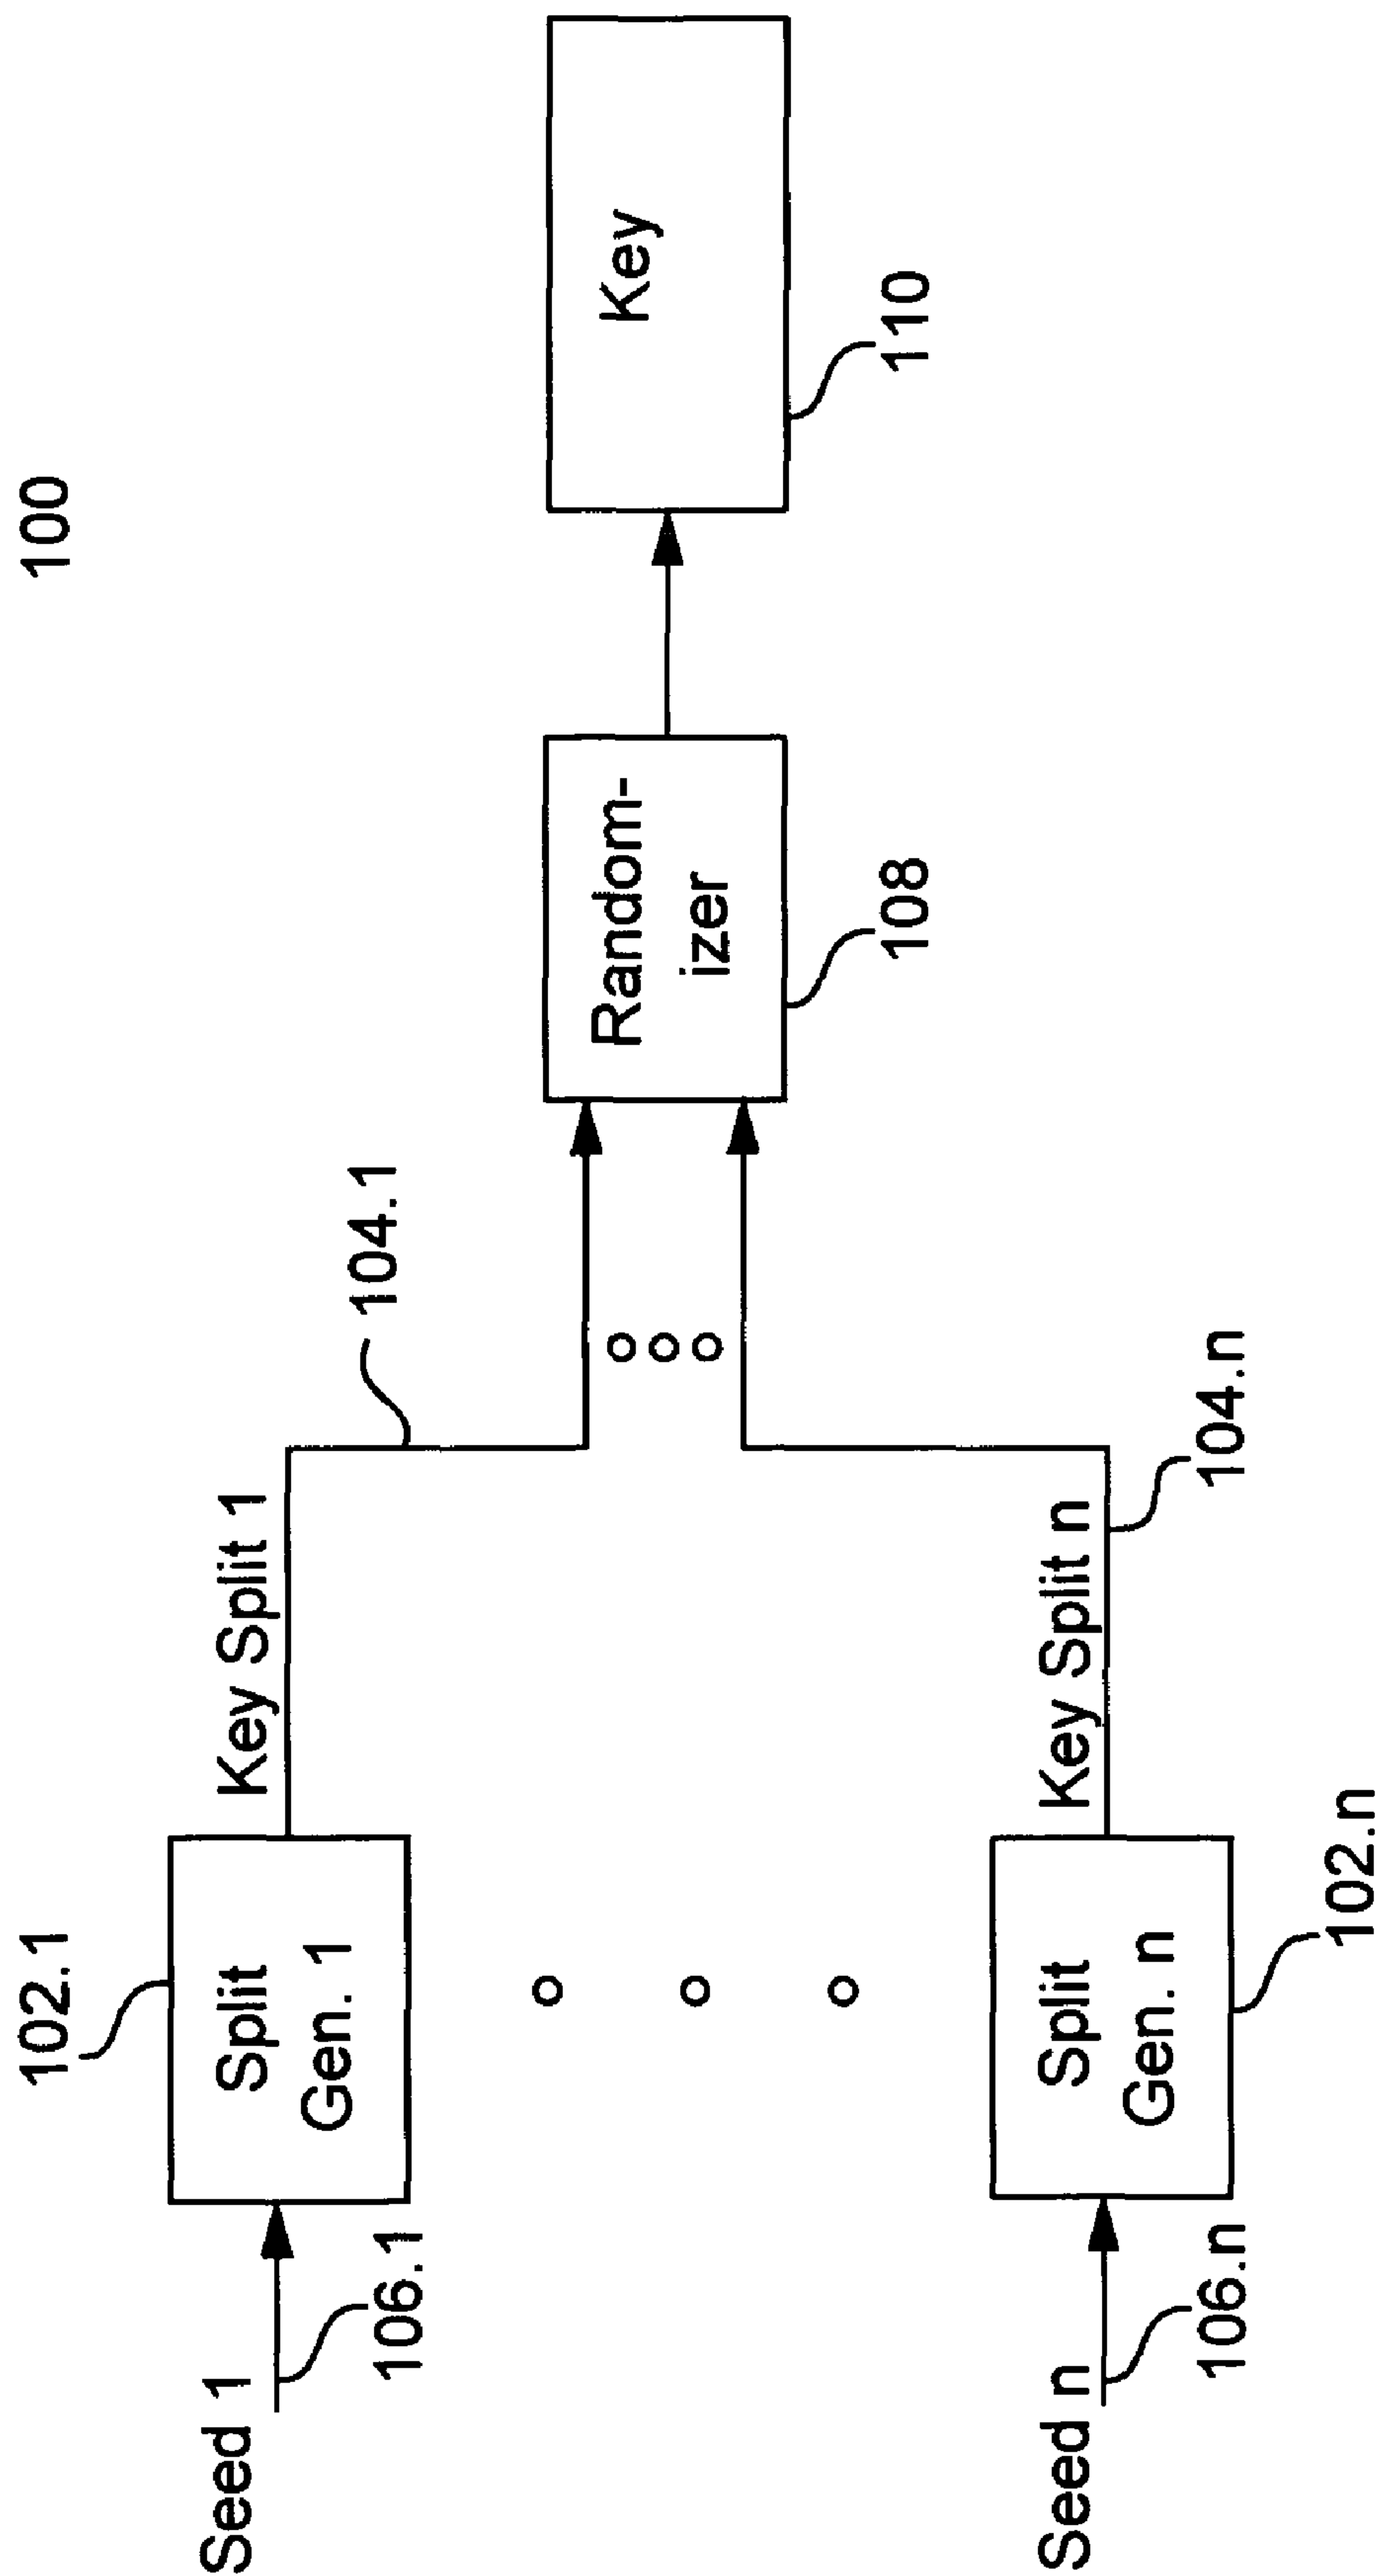 100
102.1
Seed 1
106.1
Split
Gen. 1
Key Split 1
104.1
Random-
izer
108
Key
110
Seed n
106.n
Split
Gen. n
102.n
Key Split n
104.n